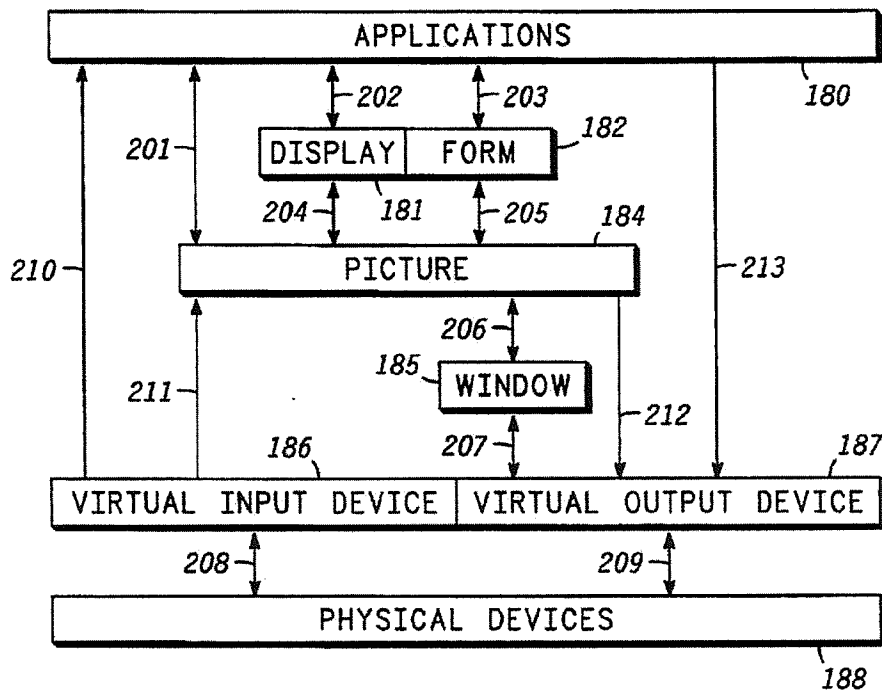 APPLICATIONS
180
202
203
201
182
DISPLAY
FORM
204
181
205
184
210
PICTURE
213
206
185
WINDOW
211
212
207
186
187
VIRTUAL INPUT DEVICE
VIRTUAL OUTPUT DEVICE
208
209
PHYSICAL DEVICES
188